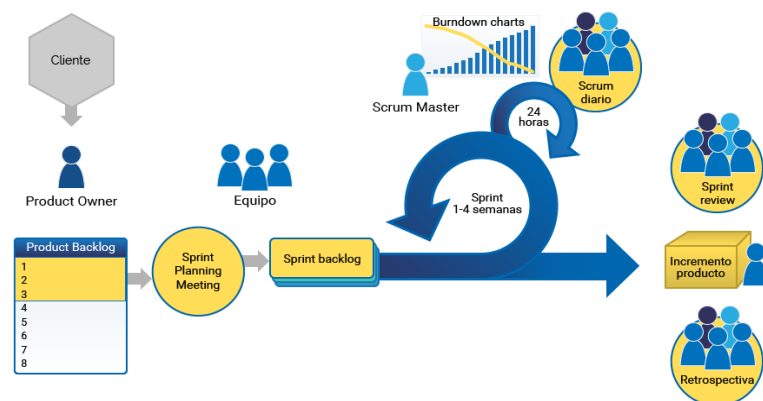 Cliente
Product Owner
Equipo
Burndown charts
Scrum Master
Scrum
diario
24
horas
Sprint
1-4 semanas
Product Backlog
1
2
3
4
5
6
7
8
Sprint
Planning
Meeting
Sprint backlog
Sprint
review
Incremento
producto
Retrospectiva